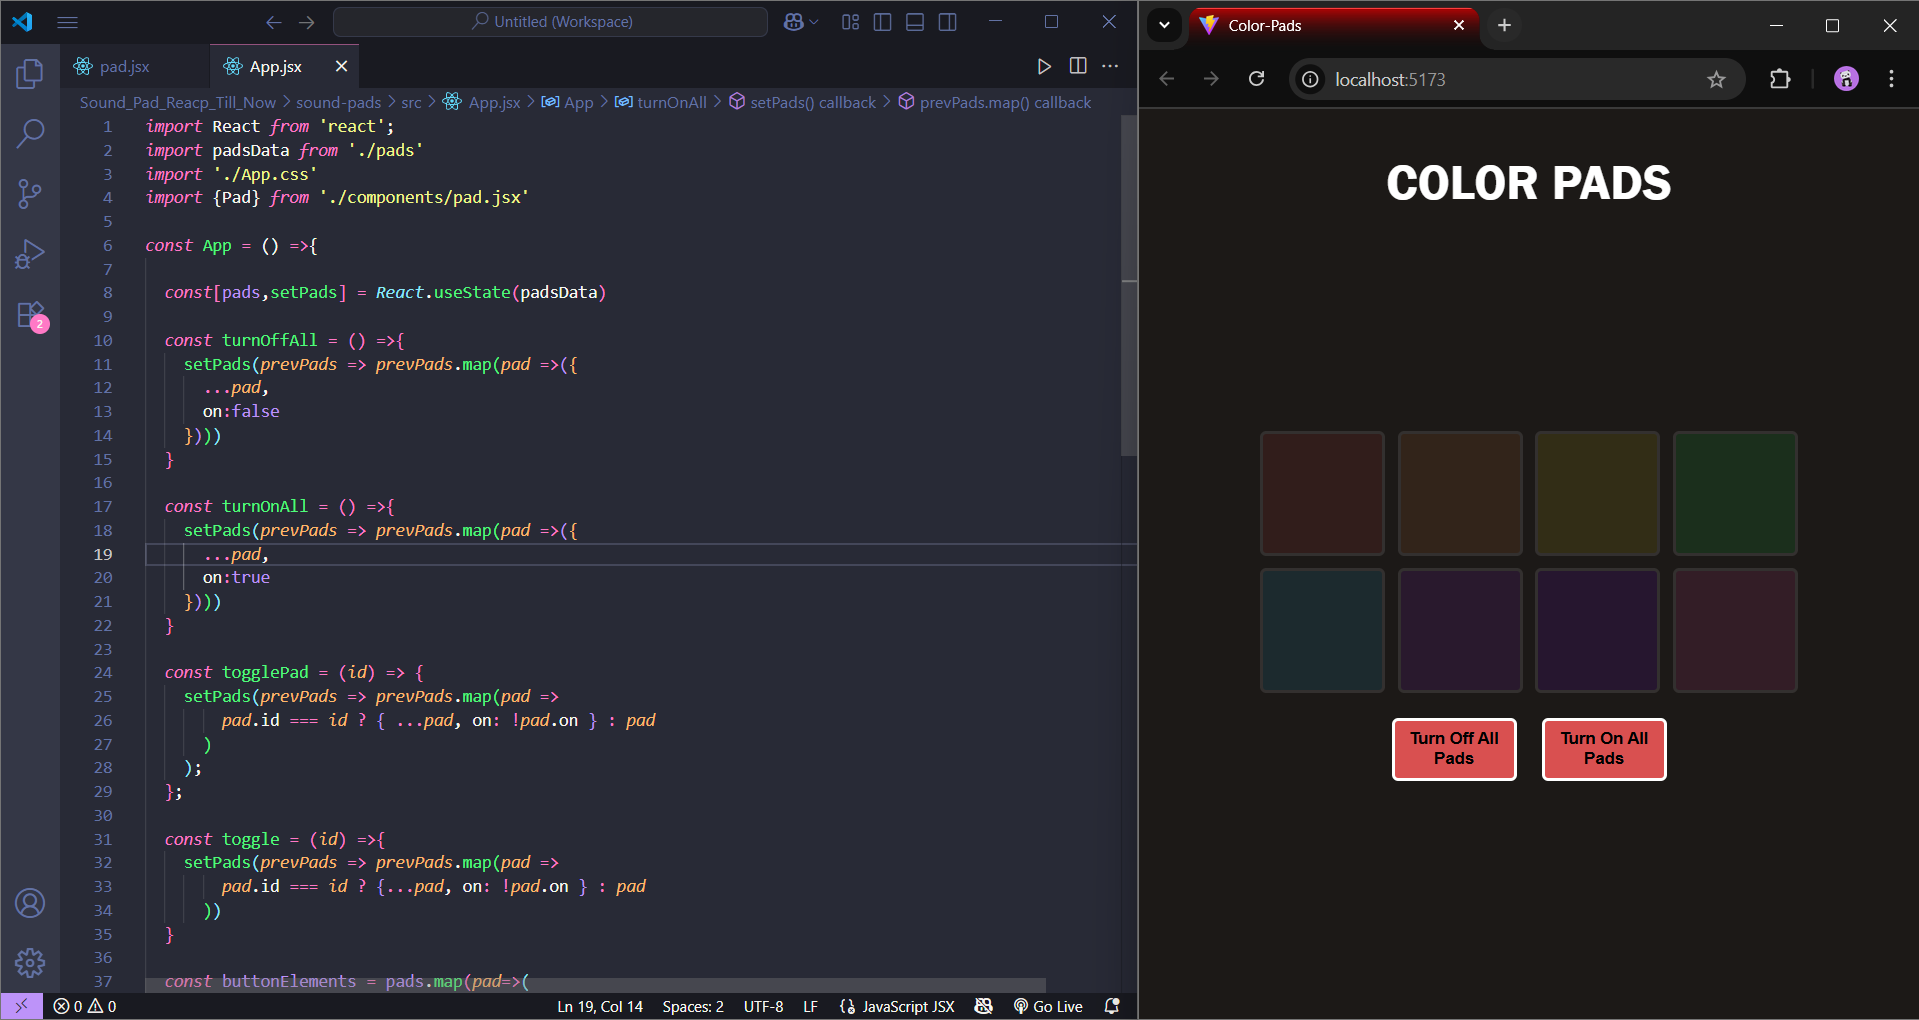 Untitled (Workspace)
pad.jsx
App.jsx
Sound_Pad_Reacp_Till_Now > sound-pads > src > App.jsx > App > turnOnAll > setPads() callback > prevPads.map() callback
1 import React from 'react';
2 import padsData from './pads'
3 import './App.css'
4 import {Pad} from './components/pad.jsx'
5
6 const App = () =>{
7
8 const[pads,setPads] = React.useState(padsData)
9
10 const turnOffAll = () =>{
11 setPads(prevPads => prevPads.map(pad =>({
12 ...pad,
13 on:false
14 })))
15 }
16
17 const turnOnAll = () =>{
18 setPads(prevPads => prevPads.map(pad =>({
19 ...pad,
20 on:true
21 })))
22 }
23
24 const togglePad = (id) => {
25 setPads(prevPads => prevPads.map(pad =>
26 pad.id === id ? { ...pad, on: !pad.on } : pad
27 )
28 );
29 };
30
31 const toggle = (id) =>{
32 setPads(prevPads => prevPads.map(pad =>
33 pad.id === id ? {...pad, on: !pad.on } : pad
34 ))
35 }
36
37 const buttonElements = pads.map(pad=>(
2
0 0
Ln 19, Col 14
Spaces: 2
UTF-8
LF
JavaScript JSX
Go Live
Color-Pads
localhost:5173
COLOR PADS
Turn Off All
Pads
Turn On All
Pads